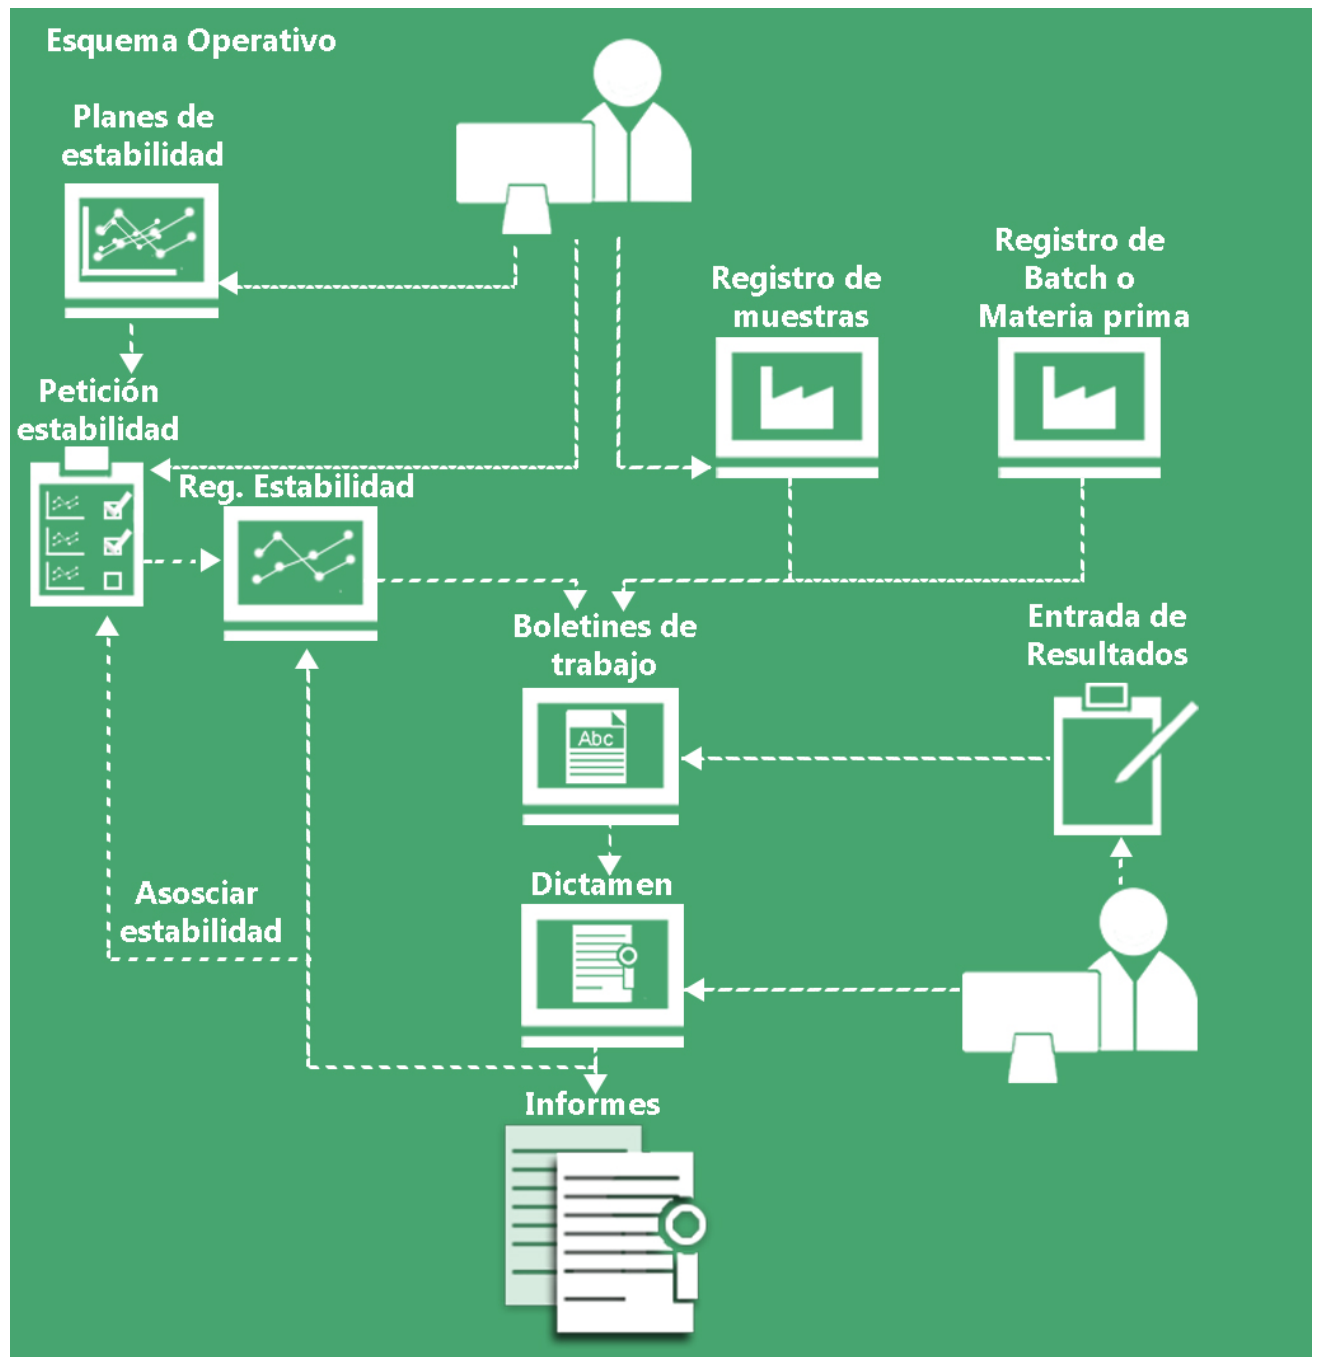 Esquema Operativo
Planes de
estabilidad
Registro de
muestras
Registro de
Batch o
Materia prima
Petición
estabilidad
Reg. Estabilidad
Boletines de
trabajo
Abc
Entrada de
Resultados
Dictamen
Asosciar
estabilidad
Informes